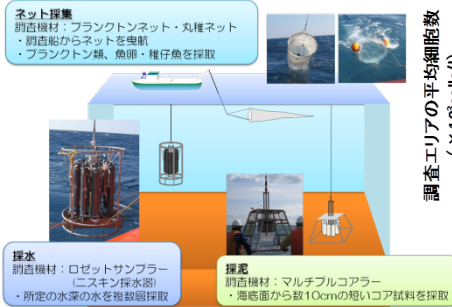 ネット採集
調査機材：プランクトンネット・丸稚ネット
・調査船からネットを曳航
・プランクトン類、魚卵・稚仔魚を採取
採水
調査機材：ロゼットサンプラー
(ニスキン採水器)
・所定の水深の水を複数層採取
採泥
調査機材：マルチプルコアラー
・海底面から数10cmの短いコア試料を採取
調査エリアの平均細胞数